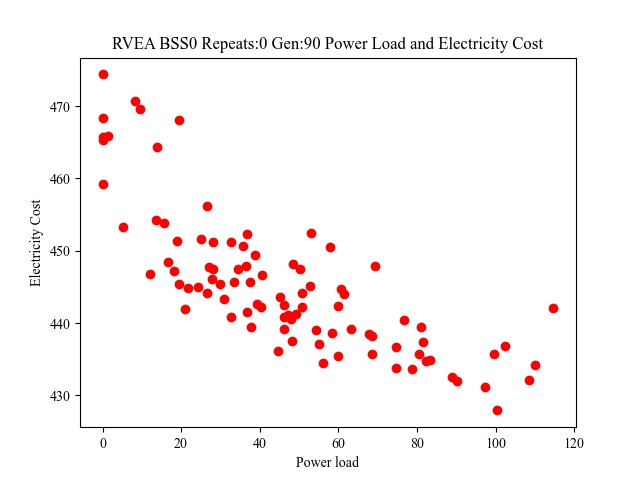 RVEA BSS0 Repeats:0 Gen:90 Power Load and Electricity Cost
470
460
450
440
430
Electricity Cost
0 20 40 60 80 100 120
Power load